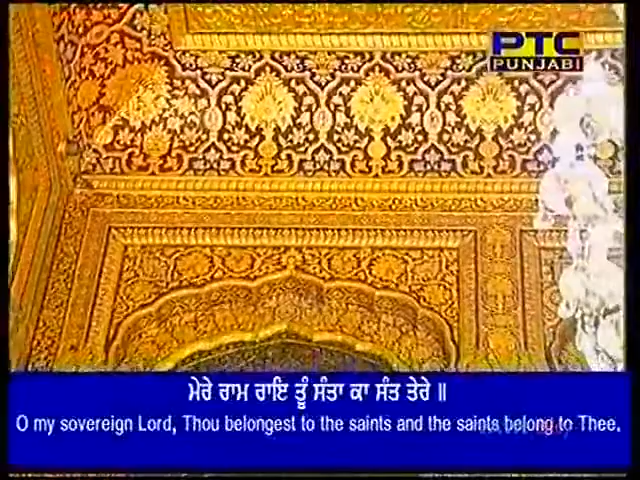 PTC
PUNJABI
ਮੇਰੇ ਰਾਮ ਰਾਇ ਤੂੰ ਸੰਤਾ ਕਾ ਸੰਤ ਤੇਰੇ ॥
O my sovereign Lord, Thou belongest to the saints and the saints belong to Thee.